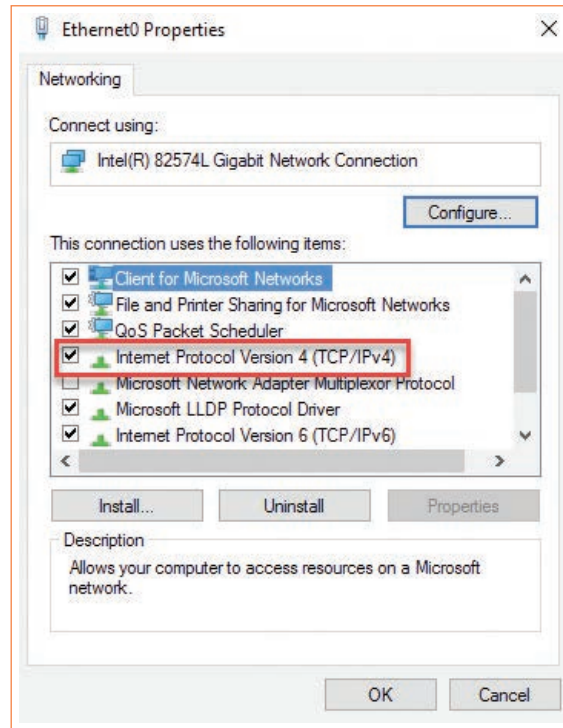 Ethernet0 Properties
Networking
Connect using:
Intel(R) 82574L Gigabit Network Connection
Configure...
This connection uses the following items:
Client for Microsoft Networks
File and Printer Sharing for Microsoft Networks
QoS Packet Scheduler
Internet Protocol Version 4 (TCP/IPv4)
Microsoft Network Adapter Multiplexor Protocol
Microsoft LLDP Protocol Driver
Internet Protocol Version 6 (TCP/IPv6)
Install... Uninstall Properties
Description
Allows your computer to access resources on a Microsoft
network.
OK Cancel